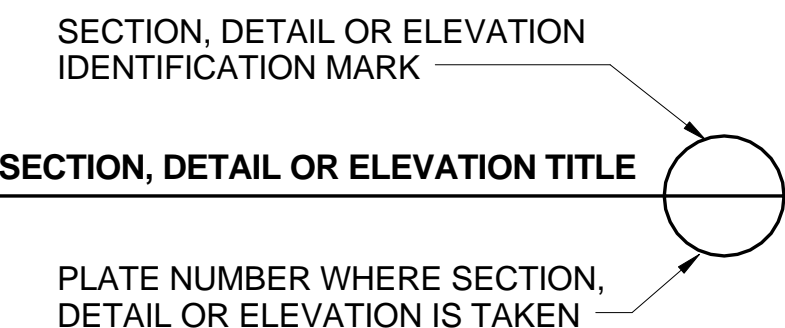 SECTION, DETAIL OR ELEVATION
IDENTIFICATION MARK
SECTION, DETAIL OR ELEVATION TITLE
PLATE NUMBER WHERE SECTION,
DETAIL OR ELEVATION IS TAKEN